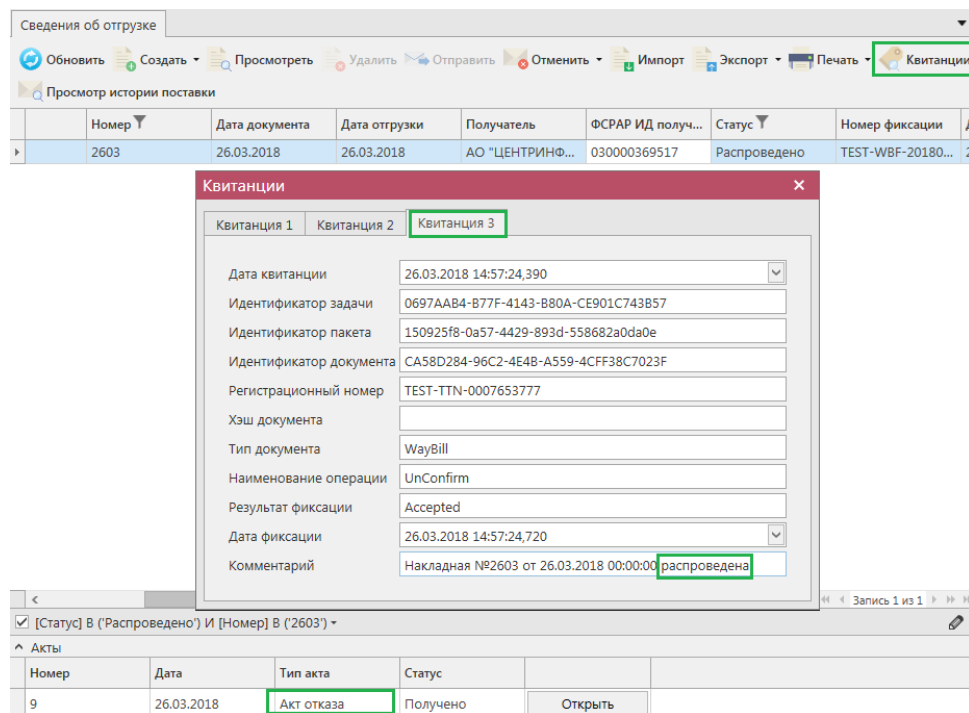 Сведения об отгрузке
Обновить Создать Просмотреть Удалить Отправить Отменить Импорт Экспорт Печать Квитанции
Просмотр истории поставки
Номер Дата документа Дата отгрузки Получатель ФСРАР ИД получ... Статус Номер фиксации
2603 26.03.2018 26.03.2018 АО "ЦЕНТРИНФ... 030000369517 Распроведено TEST-WBF-20180...
Квитанции
Квитанция 1 Квитанция 2 Квитанция 3
Дата квитанции 26.03.2018 14:57:24,390
Идентификатор задачи 0697AAB4-B77F-4143-B80A-CE901C743B57
Идентификатор пакета 150925f8-0a57-4429-893d-558682a0da0e
Идентификатор документа CA58D284-96C2-4E4B-A559-4CFF38C7023F
Регистрационный номер TEST-TTN-0007653777
Хэш документа
Тип документа WayBill
Наименование операции UnConfirm
Результат фиксации Accepted
Дата фиксации 26.03.2018 14:57:24,720
Комментарий Накладная №2603 от 26.03.2018 00:00:00 распроведена
Запись 1 из 1
[Статус] В ('Распроведено') И [Номер] В ('2603')
Акты
Номер Дата Тип акта Статус
9 26.03.2018 Акт отказа Получено Открыть